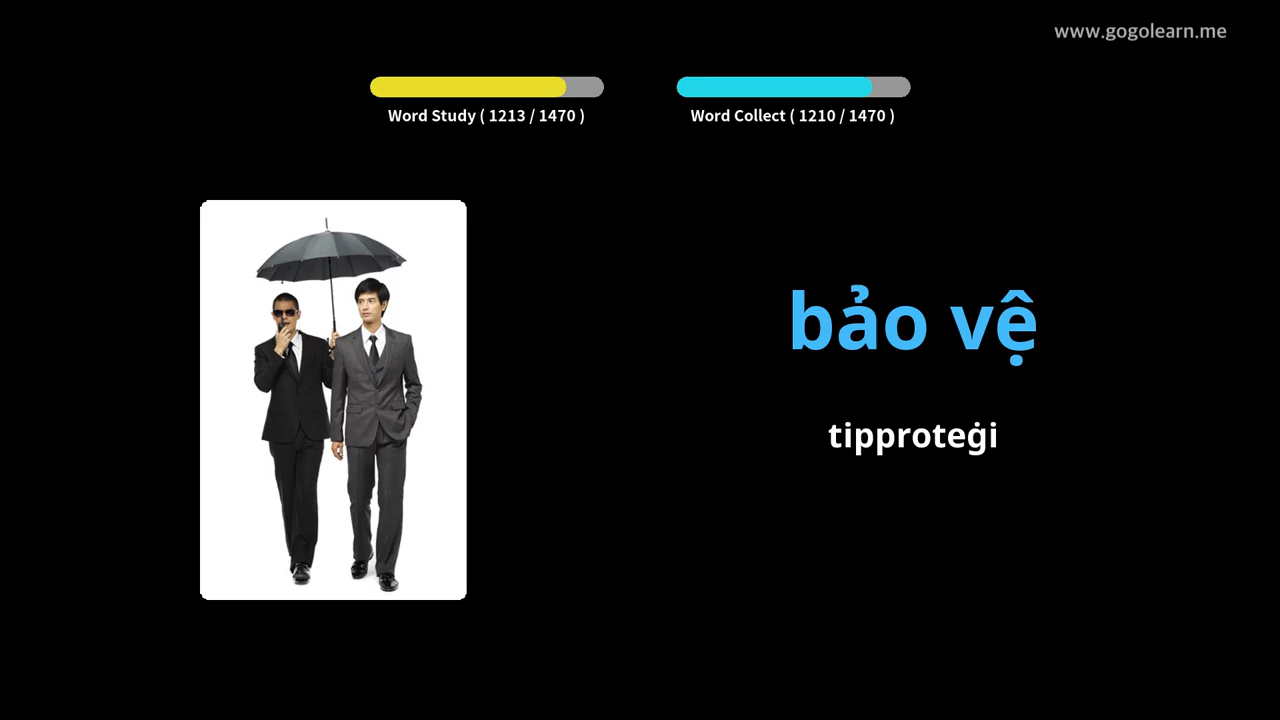 www.gogolearn.me
Word Study ( 1213 / 1470 )
Word Collect ( 1210 / 1470 )
bảo vệ
tipproteġi